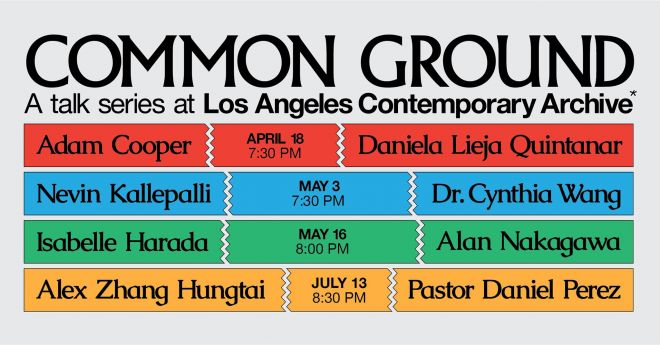 COMMON GROUND
A talk series at Los Angeles Contemporary Archive*
Adam Cooper
APRIL 18
7:30 PM
Daniela Lieja Quintanar
Nevin Kallepalli
MAY 3
7:30 PM
Dr. Cynthia Wang
Isabelle Harada
MAY 16
8:00 PM
Alan Nakagawa
Alex Zhang Hungtai
JULY 13
8:30 PM
Pastor Daniel Perez